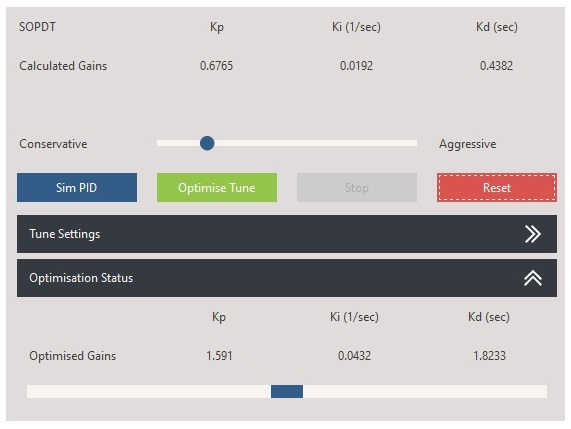 SOPDT Kp Ki (1/sec) Kd (sec)
Calculated Gains 0.6765 0.0192 0.4382
Conservative Aggressive
Sim PID Optimise Tune Stop Reset
Tune Settings
Optimisation Status
Kp Ki (1/sec) Kd (sec)
Optimised Gains 1.591 0.0432 1.8233